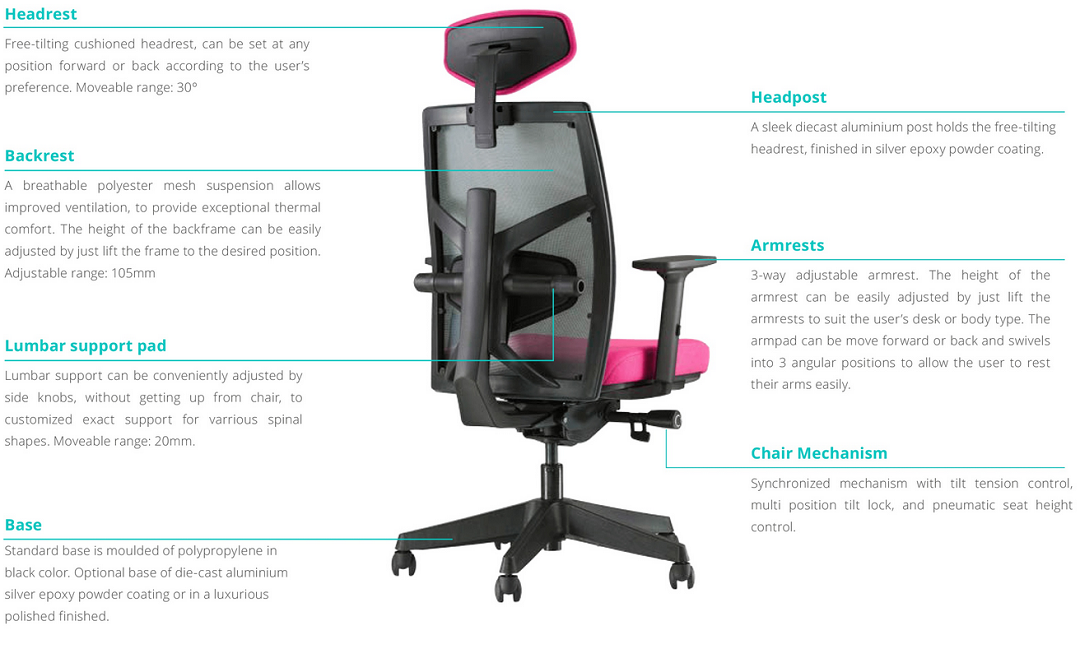 Headrest
Free-tilting cushioned headrest, can be set at any
position forward or back according to the user's
preference. Moveable range: 30°
Backrest
A breathable polyester mesh suspension allows
improved ventilation, to provide exceptional thermal
comfort. The height of the backframe can be easily
adjusted by just lift the frame to the desired position.
Adjustable range: 105mm
Lumbar support pad
Lumbar support can be conveniently adjusted by
side knobs, without getting up from chair, to
customized exact support for varrious spinal
shapes. Moveable range: 20mm.
Base
Standard base is moulded of polypropylene in
black color. Optional base of die-cast aluminium
silver epoxy powder coating or in a luxurious
polished finished.
Headpost
A sleek diecast aluminium post holds the free-tilting
headrest, finished in silver epoxy powder coating.
Armrests
3-way adjustable armrest. The height of the
armrest can be easily adjusted by just lift the
armrests to suit the user's desk or body type. The
armpad can be move forward or back and swivels
into 3 angular positions to allow the user to rest
their arms easily.
Chair Mechanism
Synchronized mechanism with tilt tension control,
multi position tilt lock, and pneumatic seat height
control.